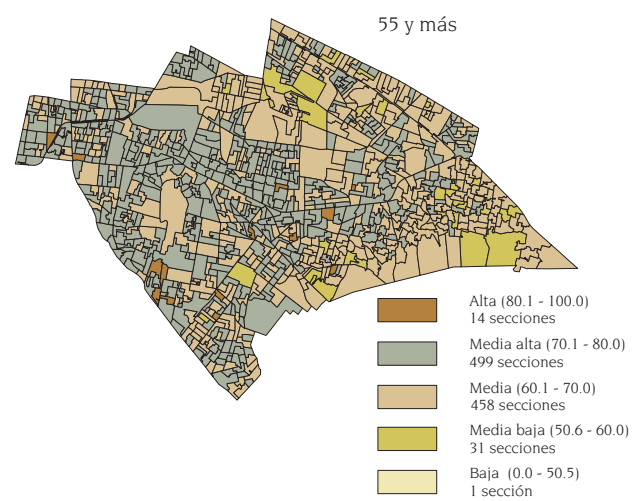 55 y más
Alta (80.1 - 100.0)
14 secciones
Media alta (70.1 - 80.0)
499 secciones
Media (60.1 - 70.0)
458 secciones
Media baja (50.6 - 60.0)
31 secciones
Baja (0.0 - 50.5)
1 sección